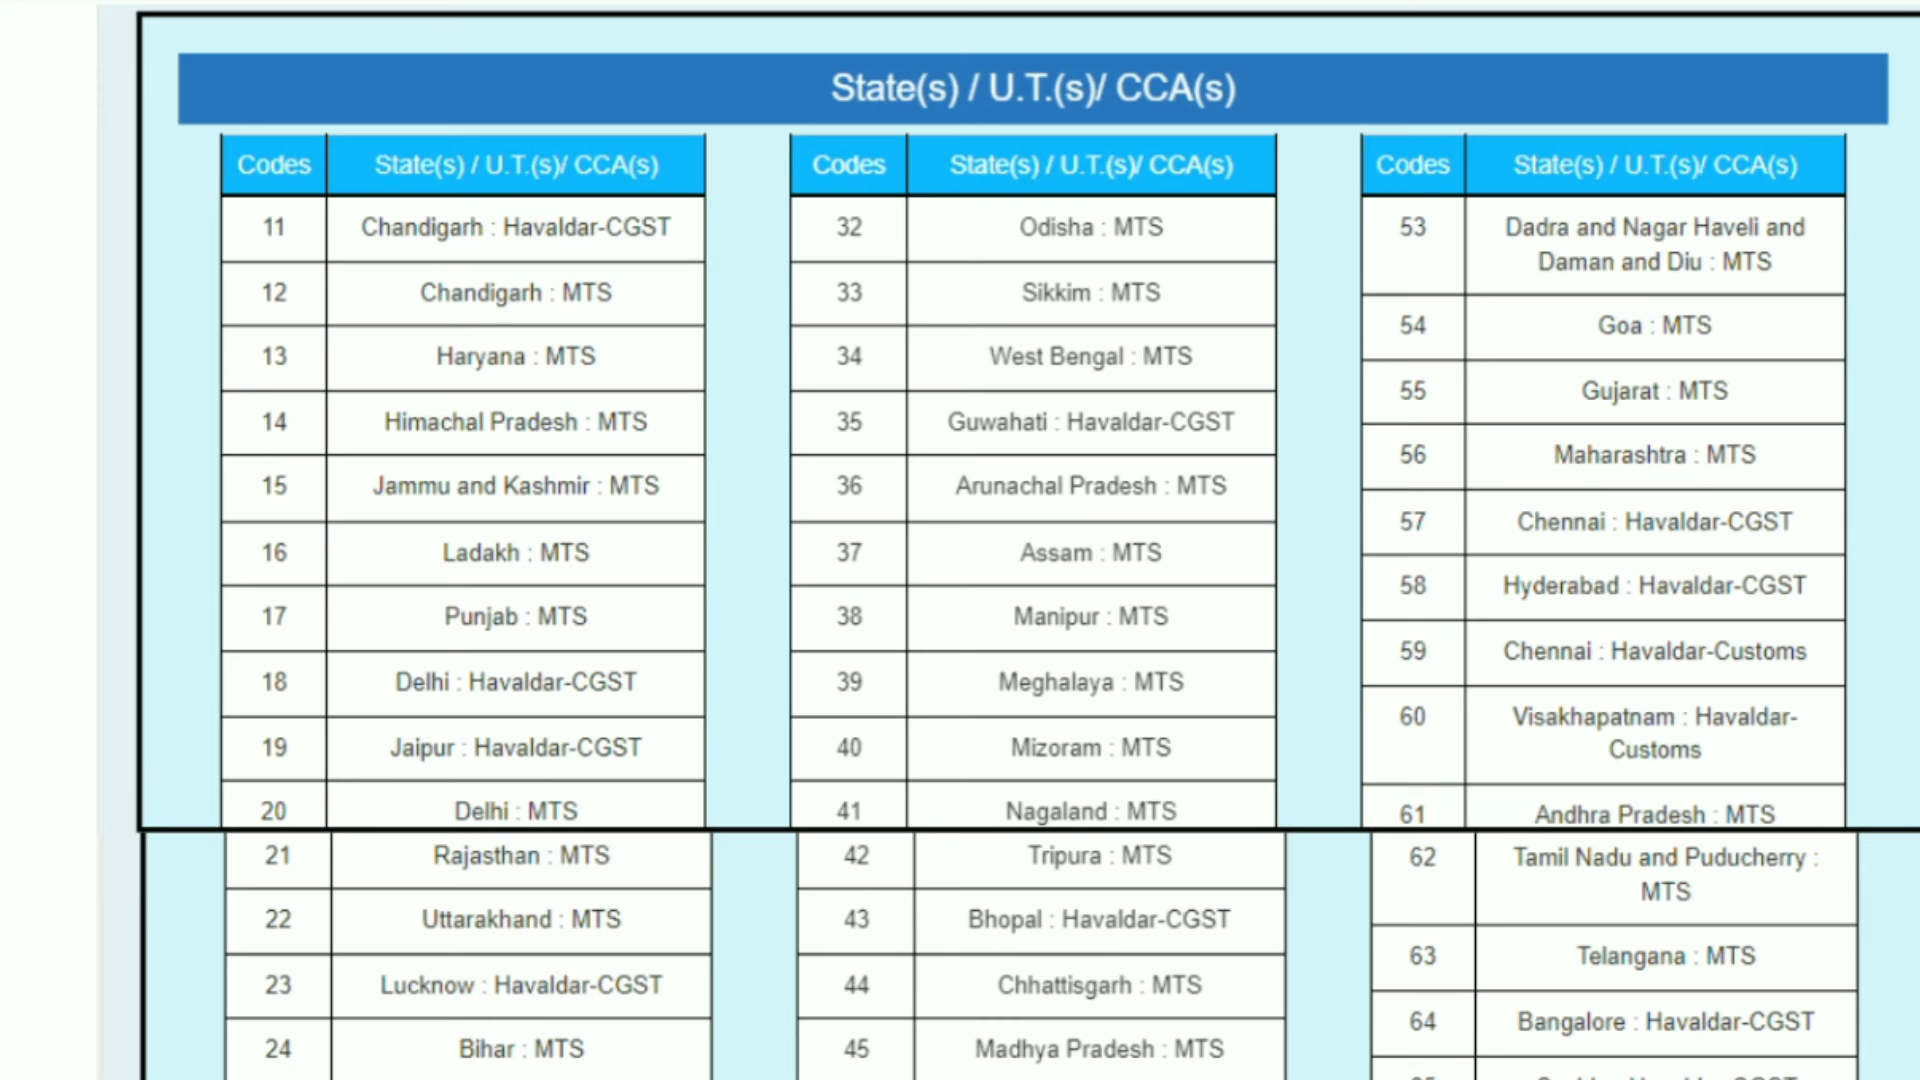 State(s) / U.T.(s)/ CCA(s)
Codes State(s) / U.T.(s)/ CCA(s)
11 Chandigarh : Havaldar-CGST
12 Chandigarh : MTS
13 Haryana : MTS
14 Himachal Pradesh : MTS
15 Jammu and Kashmir : MTS
16 Ladakh : MTS
17 Punjab : MTS
18 Delhi : Havaldar-CGST
19 Jaipur : Havaldar-CGST
20 Delhi : MTS
21 Rajasthan : MTS
22 Uttarakhand : MTS
23 Lucknow : Havaldar-CGST
24 Bihar : MTS
Codes State(s) / U.T.(s)/ CCA(s)
32 Odisha : MTS
33 Sikkim : MTS
34 West Bengal : MTS
35 Guwahati : Havaldar-CGST
36 Arunachal Pradesh : MTS
37 Assam : MTS
38 Manipur : MTS
39 Meghalaya : MTS
40 Mizoram : MTS
41 Nagaland : MTS
42 Tripura : MTS
43 Bhopal : Havaldar-CGST
44 Chhattisgarh : MTS
45 Madhya Pradesh : MTS
Codes State(s) / U.T.(s)/ CCA(s)
53 Dadra and Nagar Haveli and
Daman and Diu : MTS
54 Goa : MTS
55 Gujarat : MTS
56 Maharashtra : MTS
57 Chennai : Havaldar-CGST
58 Hyderabad : Havaldar-CGST
59 Chennai : Havaldar-Customs
60 Visakhapatnam : Havaldar-
Customs
61 Andhra Pradesh : MTS
62 Tamil Nadu and Puducherry :
MTS
63 Telangana : MTS
64 Bangalore : Havaldar-CGST